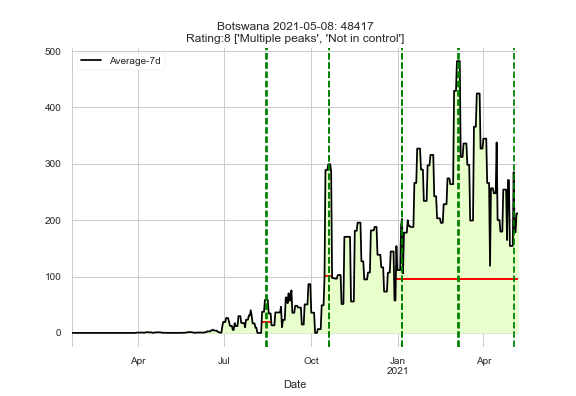 Botswana 2021-05-08: 48417
Rating:8 ['Multiple peaks', 'Not in control']
Average-7d
500
400
300
200
100
0
Apr
Jul
Oct
Jan
2021
Apr
Date